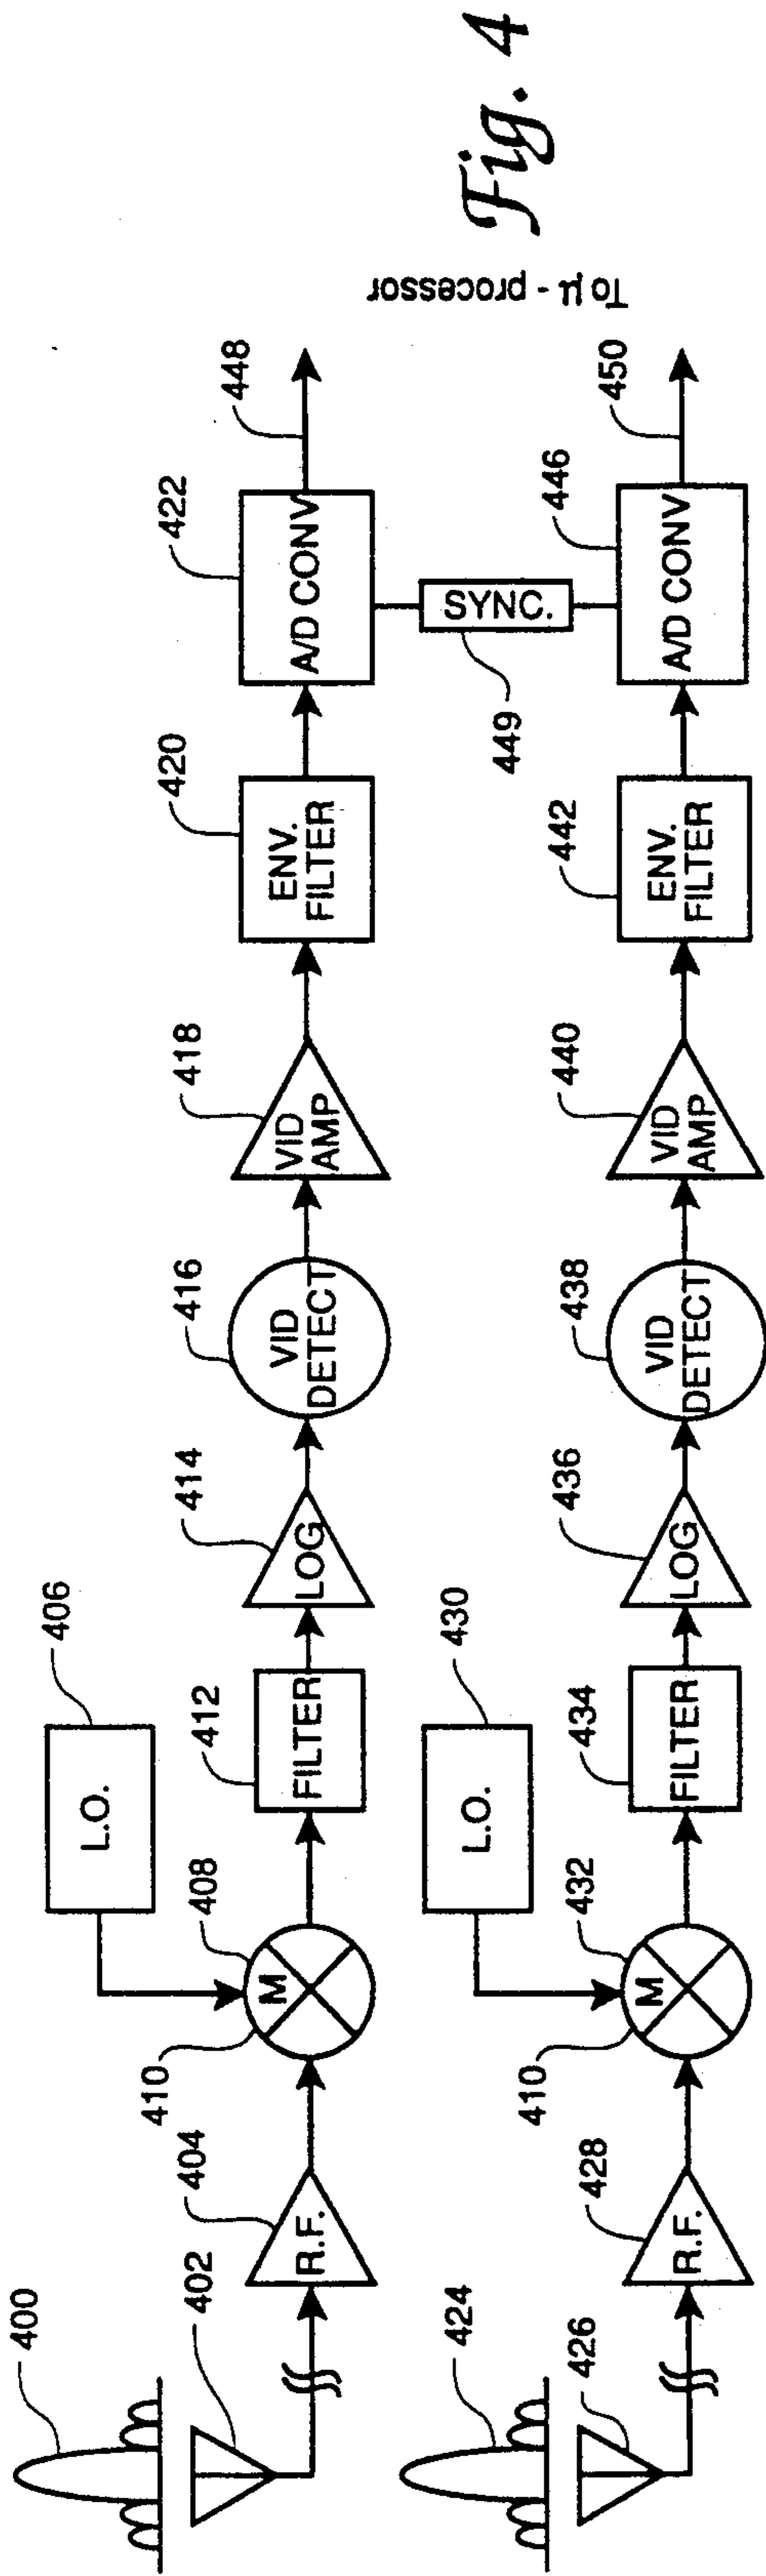 400
402
404
410
408
L.O.
406
M
R.F.
412
FILTER
414
LOG
416
VID
DETECT
418
VID
AMP
420
ENV.
FILTER
422
A/D CONV
448
SYNC.
449
To µ - processor
424
426
428
R.F.
410
432
M
L.O.
430
434
FILTER
436
LOG
438
VID
DETECT
440
VID
AMP
442
ENV.
FILTER
446
A/D CONV
450
Fig. 4